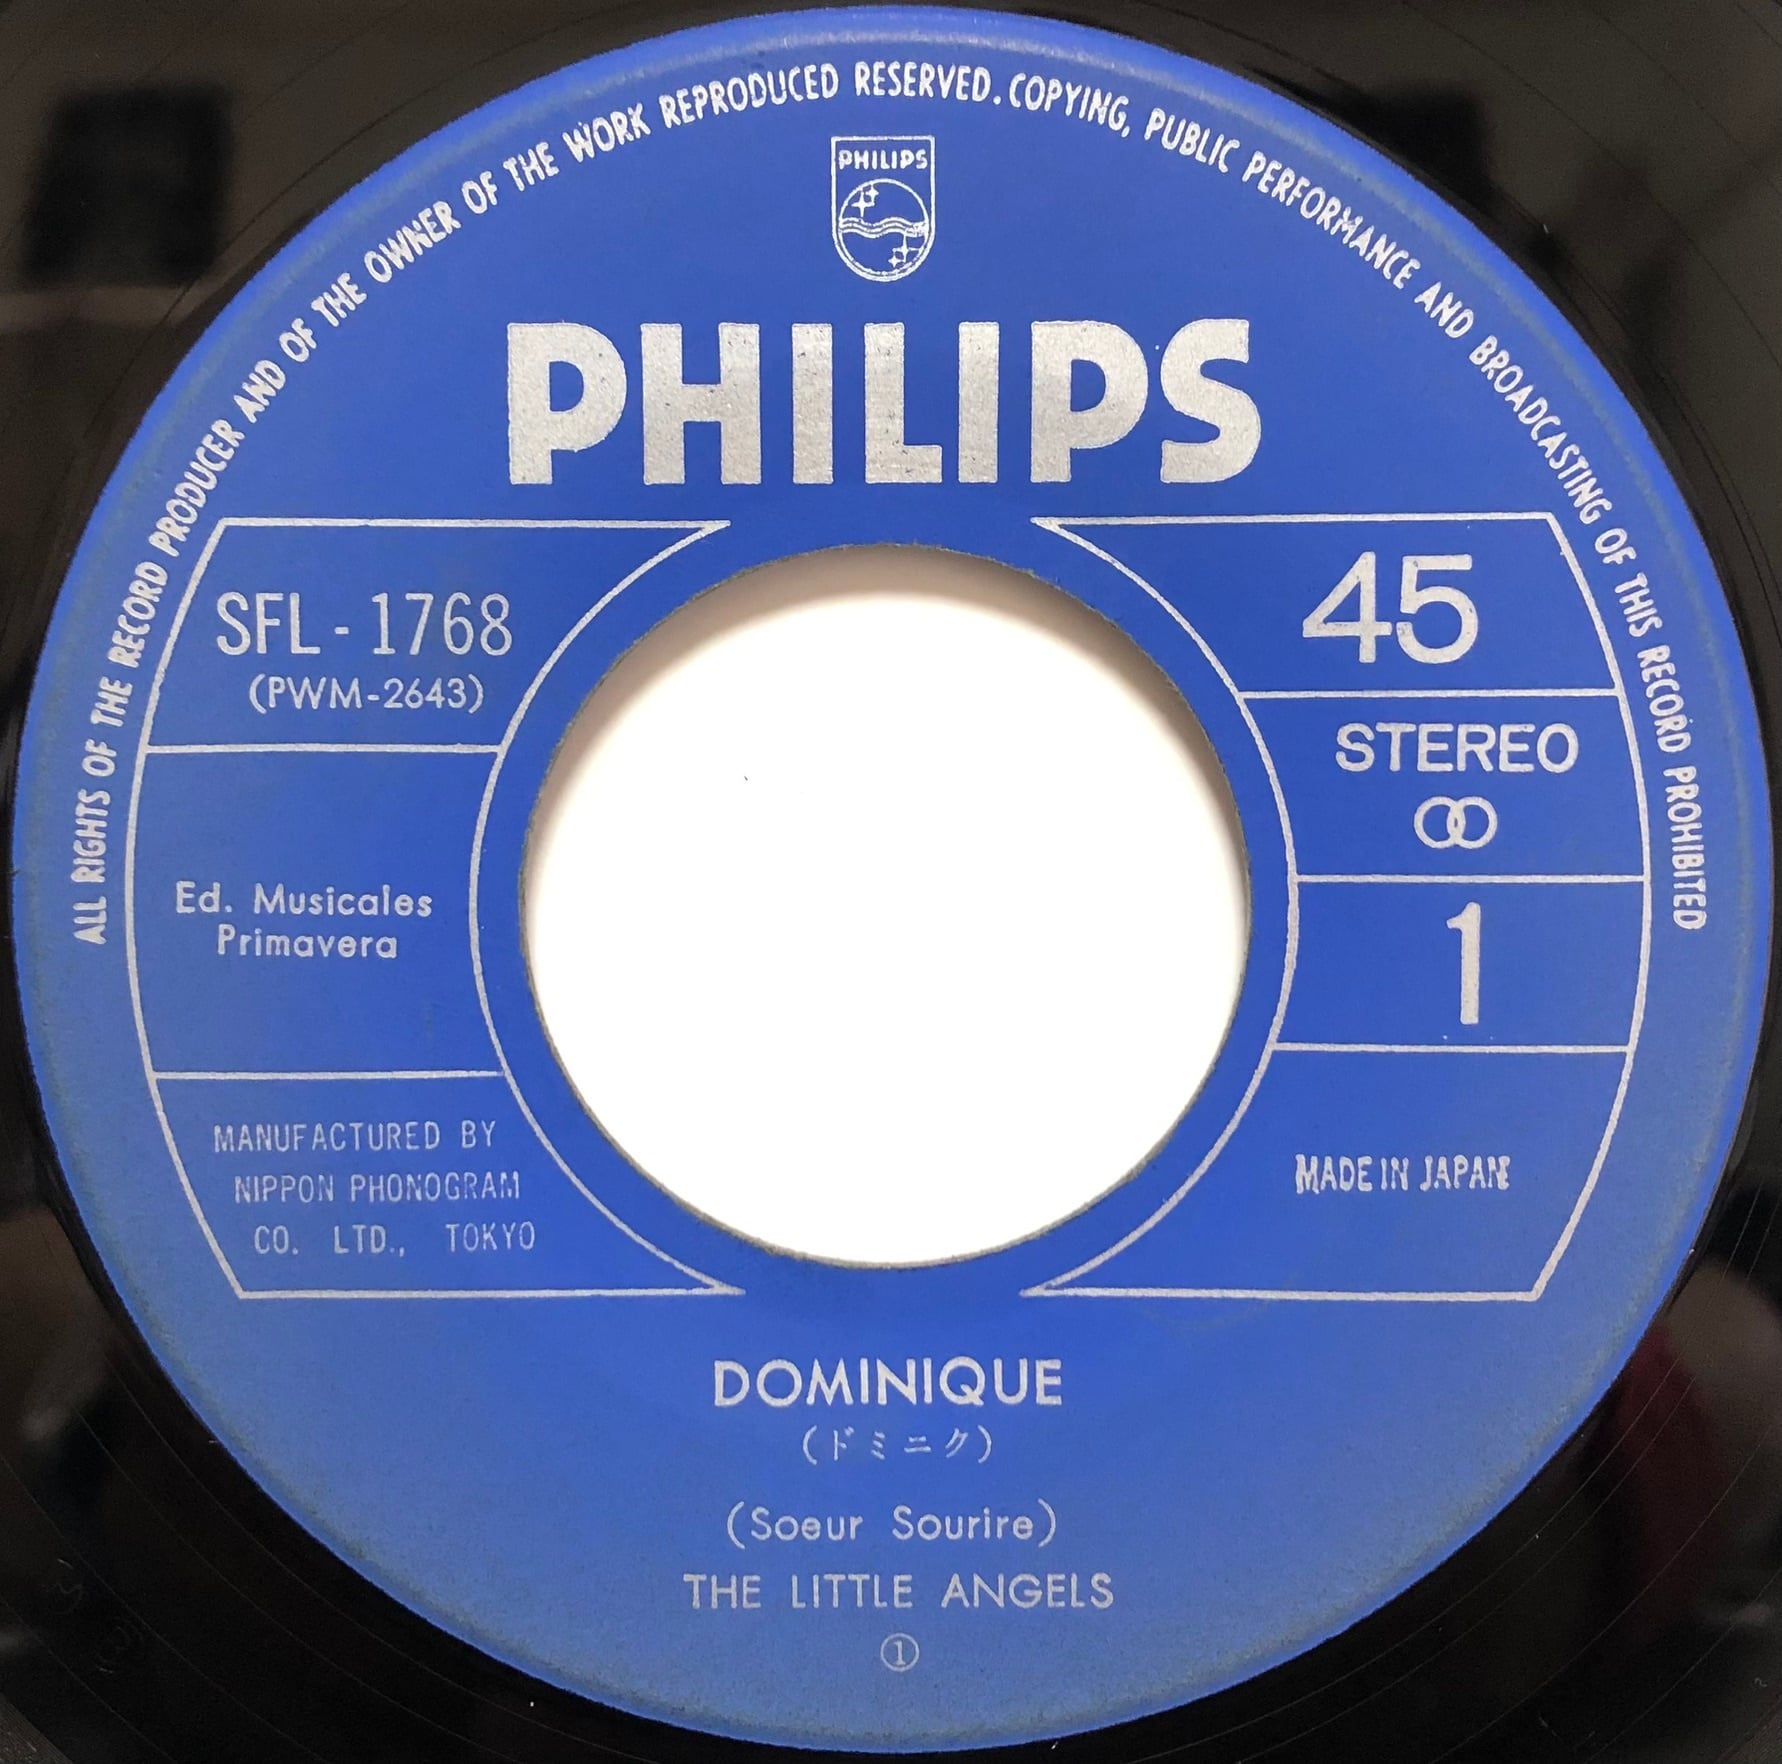 ALL RIGHTS OF THE RECORD PRODUCER AND OF THE OWNER OF THE WORK REPRODUCED RESERVED. COPYING, PUBLIC PERFORMANCE AND BROADCASTING OF THIS RECORD PROHIBITED
PHILIPS
PHILIPS
SFL-1768
(PWM-2643)
Ed. Musicales
Primavera
MANUFACTURED BY
NIPPON PHONOGRAM
CO. LTD., TOKYO
45
STEREO
1
MADE IN JAPAN
DOMINIQUE
(ドミニク)
(Soeur Sourire)
THE LITTLE ANGELS
①